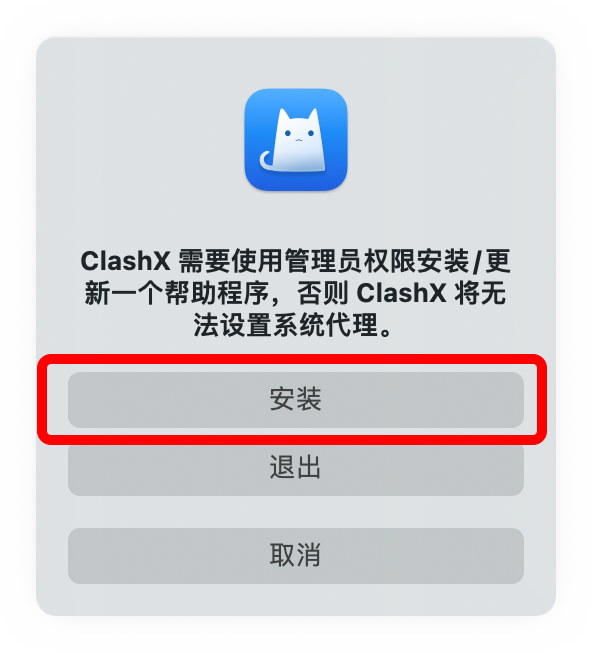 ClashX 需要使用管理员权限安装/更
新一个帮助程序，否则 ClashX 将无
法设置系统代理。
安装
退出
取消